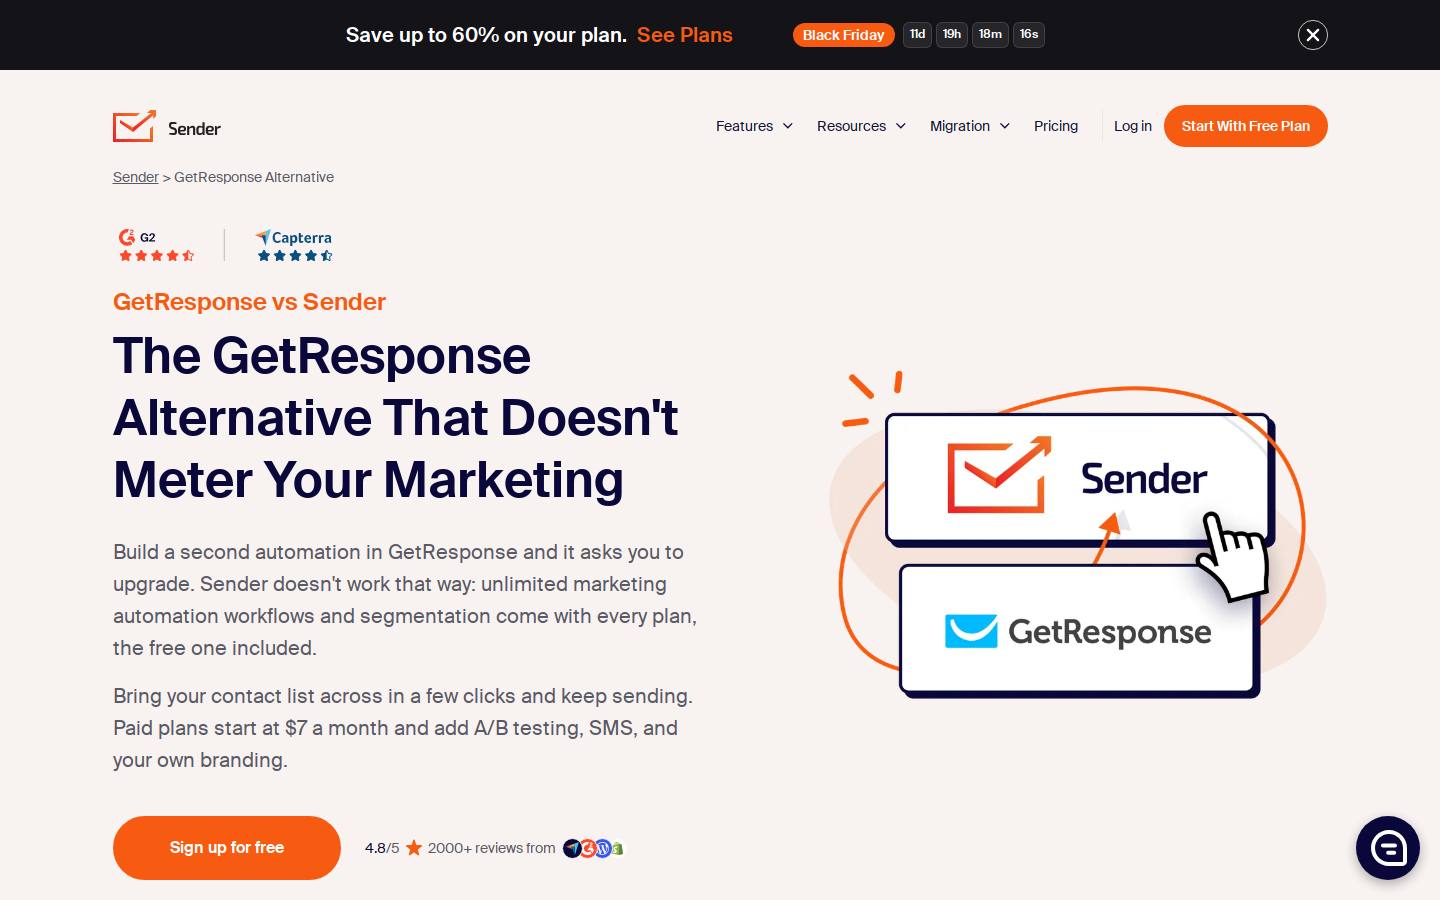 Save up to 60% on your plan. See Plans Black Friday 11d 19h 18m 16s
Sender Features Resources Migration Pricing Log in Start With Free Plan
Sender > GetResponse Alternative
G2 Capterra
GetResponse vs Sender
The GetResponse
Alternative That Doesn't
Meter Your Marketing
Build a second automation in GetResponse and it asks you to
upgrade. Sender doesn't work that way: unlimited marketing
automation workflows and segmentation come with every plan,
the free one included.
Bring your contact list across in a few clicks and keep sending.
Paid plans start at $7 a month and add A/B testing, SMS, and
your own branding.
Sign up for free 4.8/5 2000+ reviews from
Sender
GetResponse